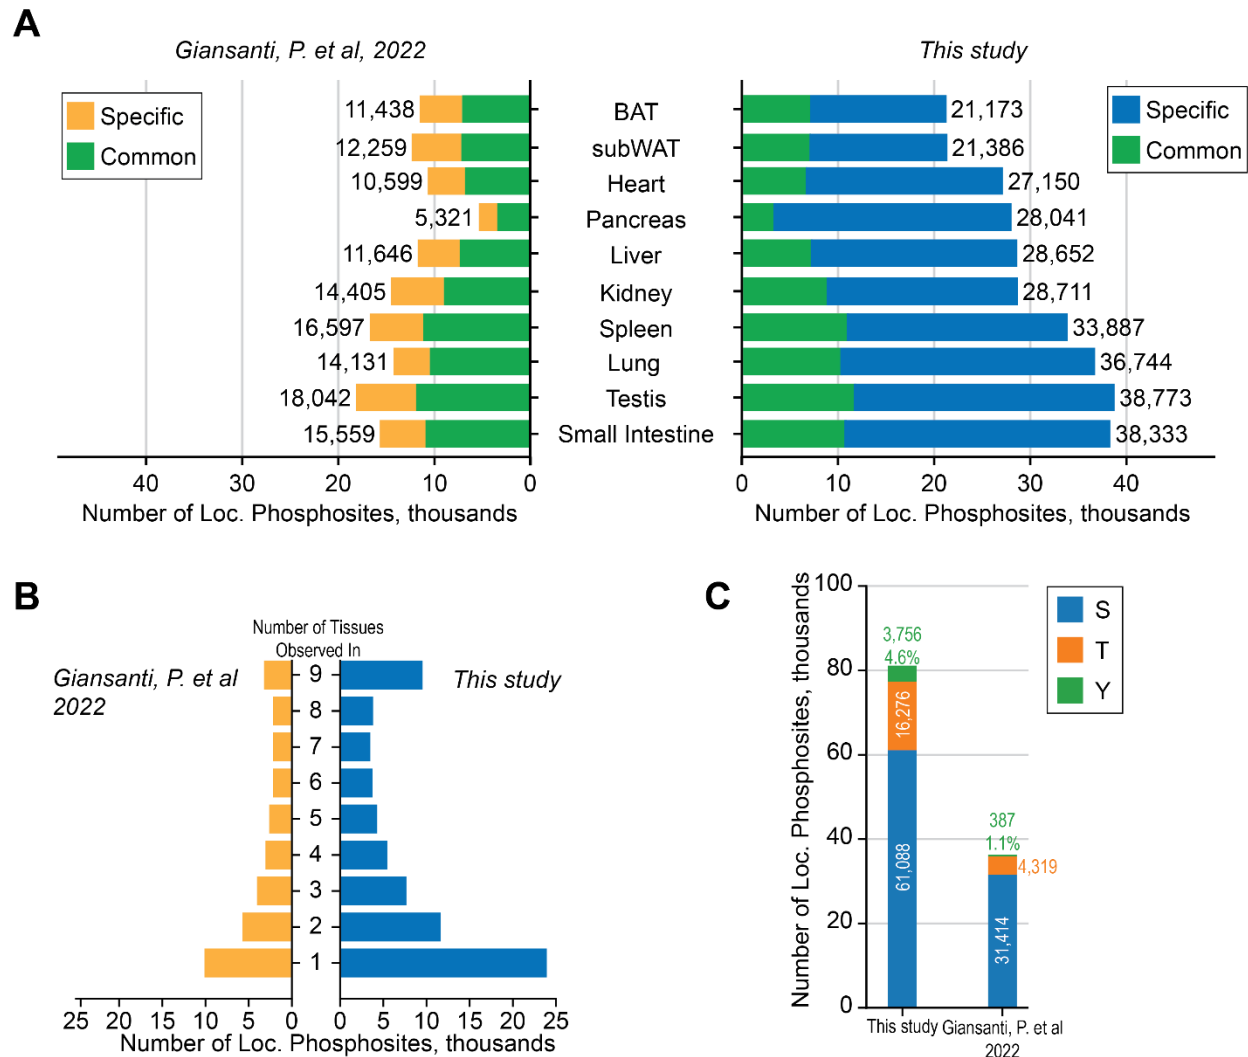 A
Giansanti, P. et al, 2022
This study
Specific
Common
Specific
Common
11,438 BAT 21,173
12,259 subWAT 21,386
10,599 Heart 27,150
5,321 Pancreas 28,041
11,646 Liver 28,652
14,405 Kidney 28,711
16,597 Spleen 33,887
14,131 Lung 36,744
18,042 Testis 38,773
15,559 Small Intestine 38,333
40 30 20 10 0
0 10 20 30 40
Number of Loc. Phosphosites, thousands
Number of Loc. Phosphosites, thousands
B
Number of Tissues
Observed In
Giansanti, P. et al
2022
This study
9
8
7
6
5
4
3
2
1
25 20 15 10 5 0
0 5 10 15 20 25
Number of Loc. Phosphosites, thousands
C
Number of Loc. Phosphosites, thousands
100
80
60
40
20
0
S
T
Y
3,756
4.6%
16,276
61,088
387
1.1%
4,319
31,414
This study
Giansanti, P. et al
2022